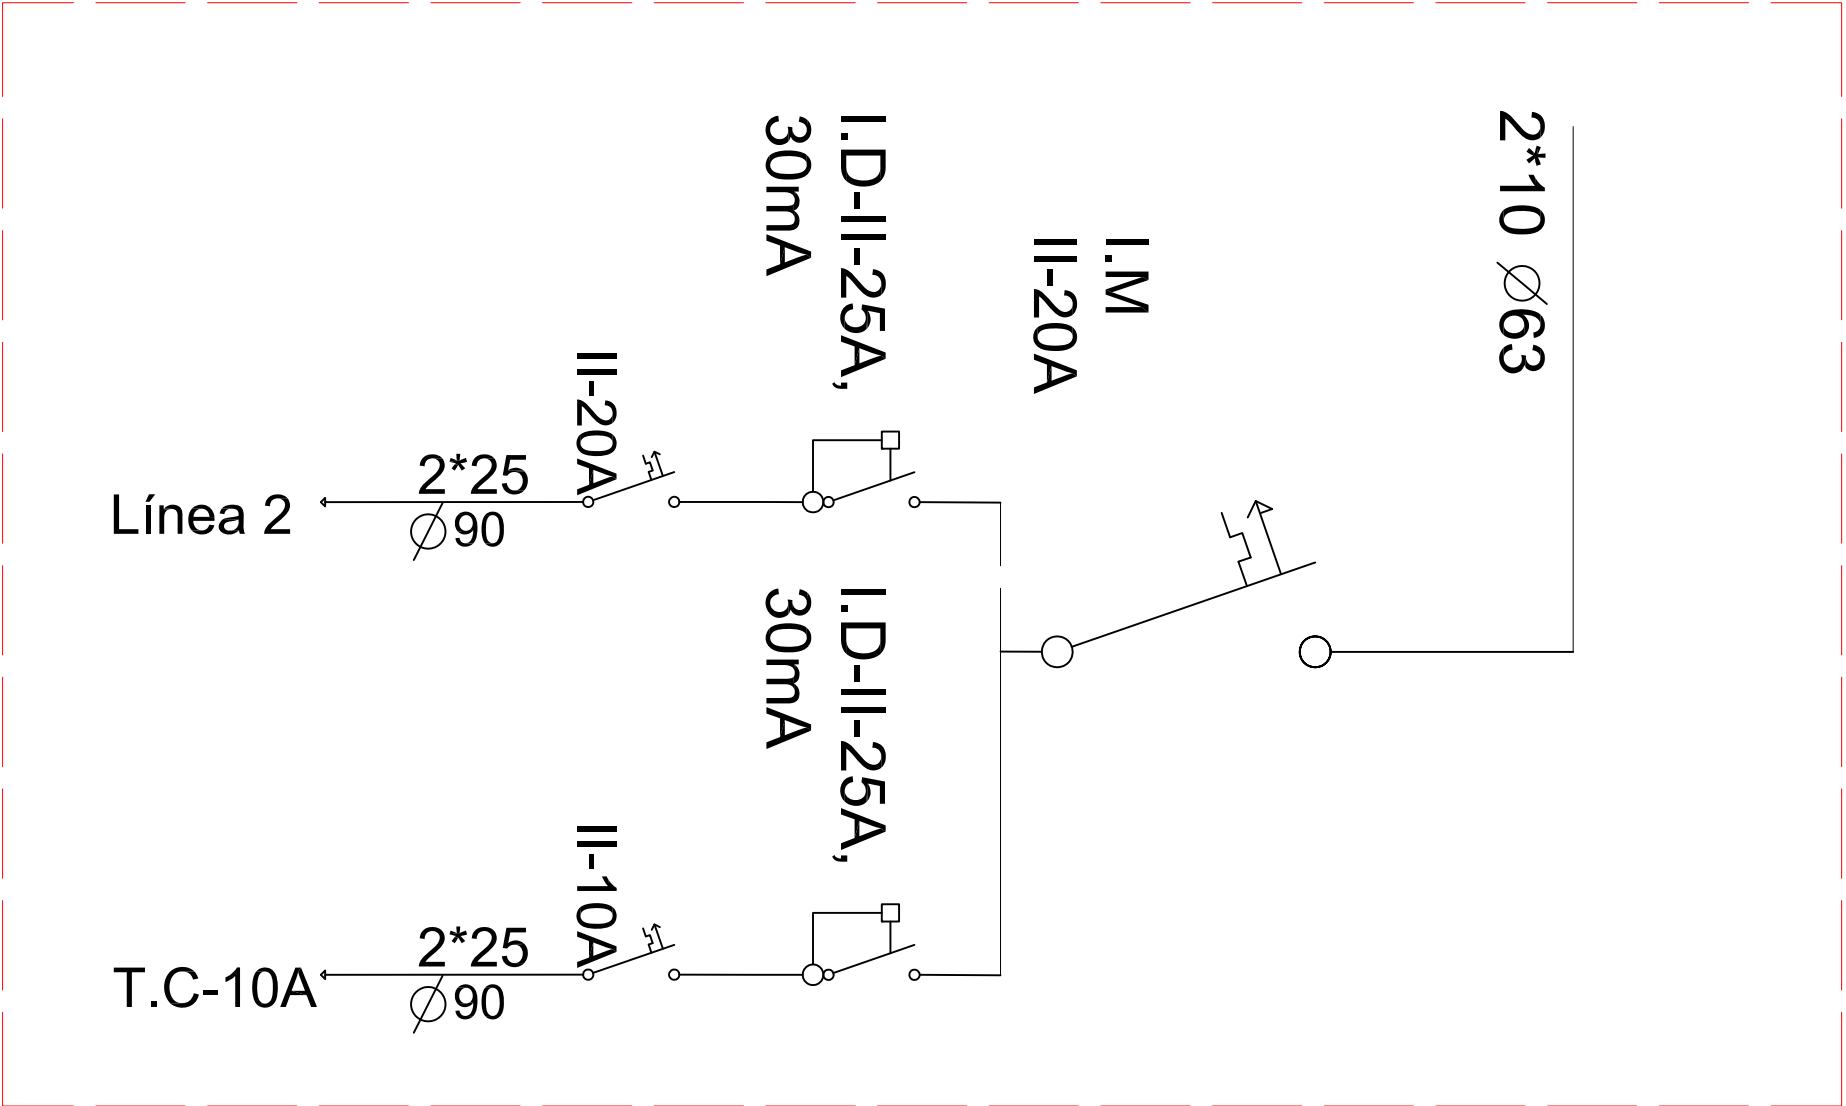 2*10 ∅63
I.M
II-20A
I.D-II-25A,
30mA
II-20A
2*25
∅90
Línea 2
I.D-II-25A,
30mA
II-10A
2*25
∅90
T.C-10A